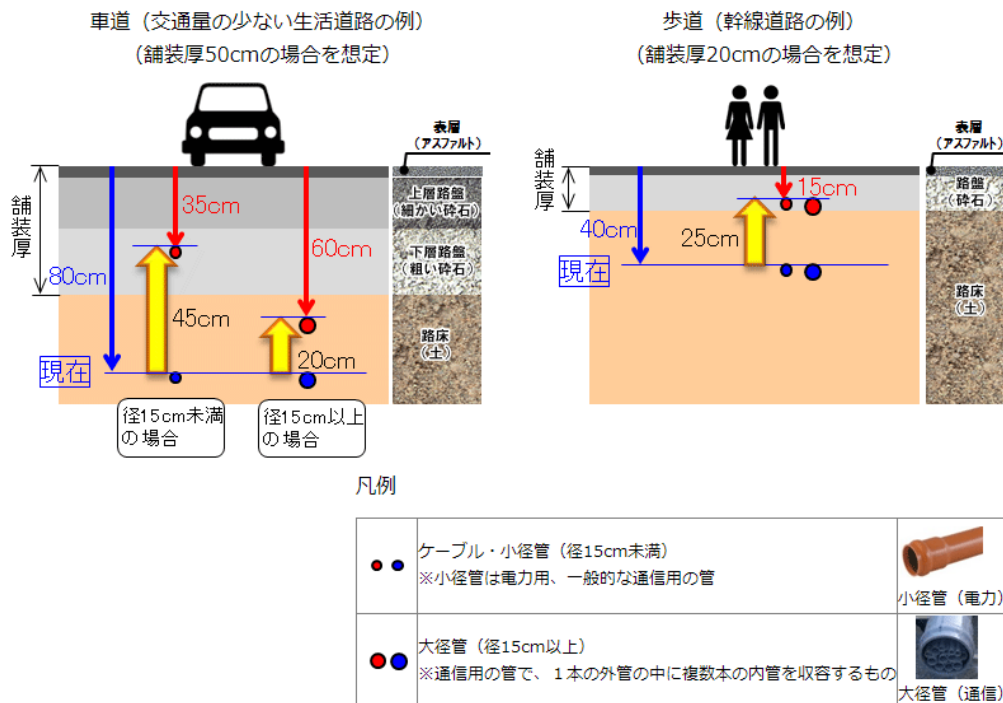 車道（交通量の少ない生活道路の例）
（舗装厚50cmの場合を想定）
歩道（幹線道路の例）
（舗装厚20cmの場合を想定）
表層
（アスファルト）
舗装厚
35cm
60cm
80cm
45cm
20cm
現在
上層路盤
（細かい砕石）
下層路盤
（粗い砕石）
路床
（土）
径15cm未満
の場合
径15cm以上
の場合
表層
（アスファルト）
舗装厚
15cm
40cm
25cm
現在
路盤
（砕石）
路床
（土）
凡例
ケーブル・小径管（径15cm未満）
※小径管は電力用、一般的な通信用の管
小径管（電力）
大径管（径15cm以上）
※通信用の管で、１本の外管の中に複数本の内管を収容するもの
大径管（通信）